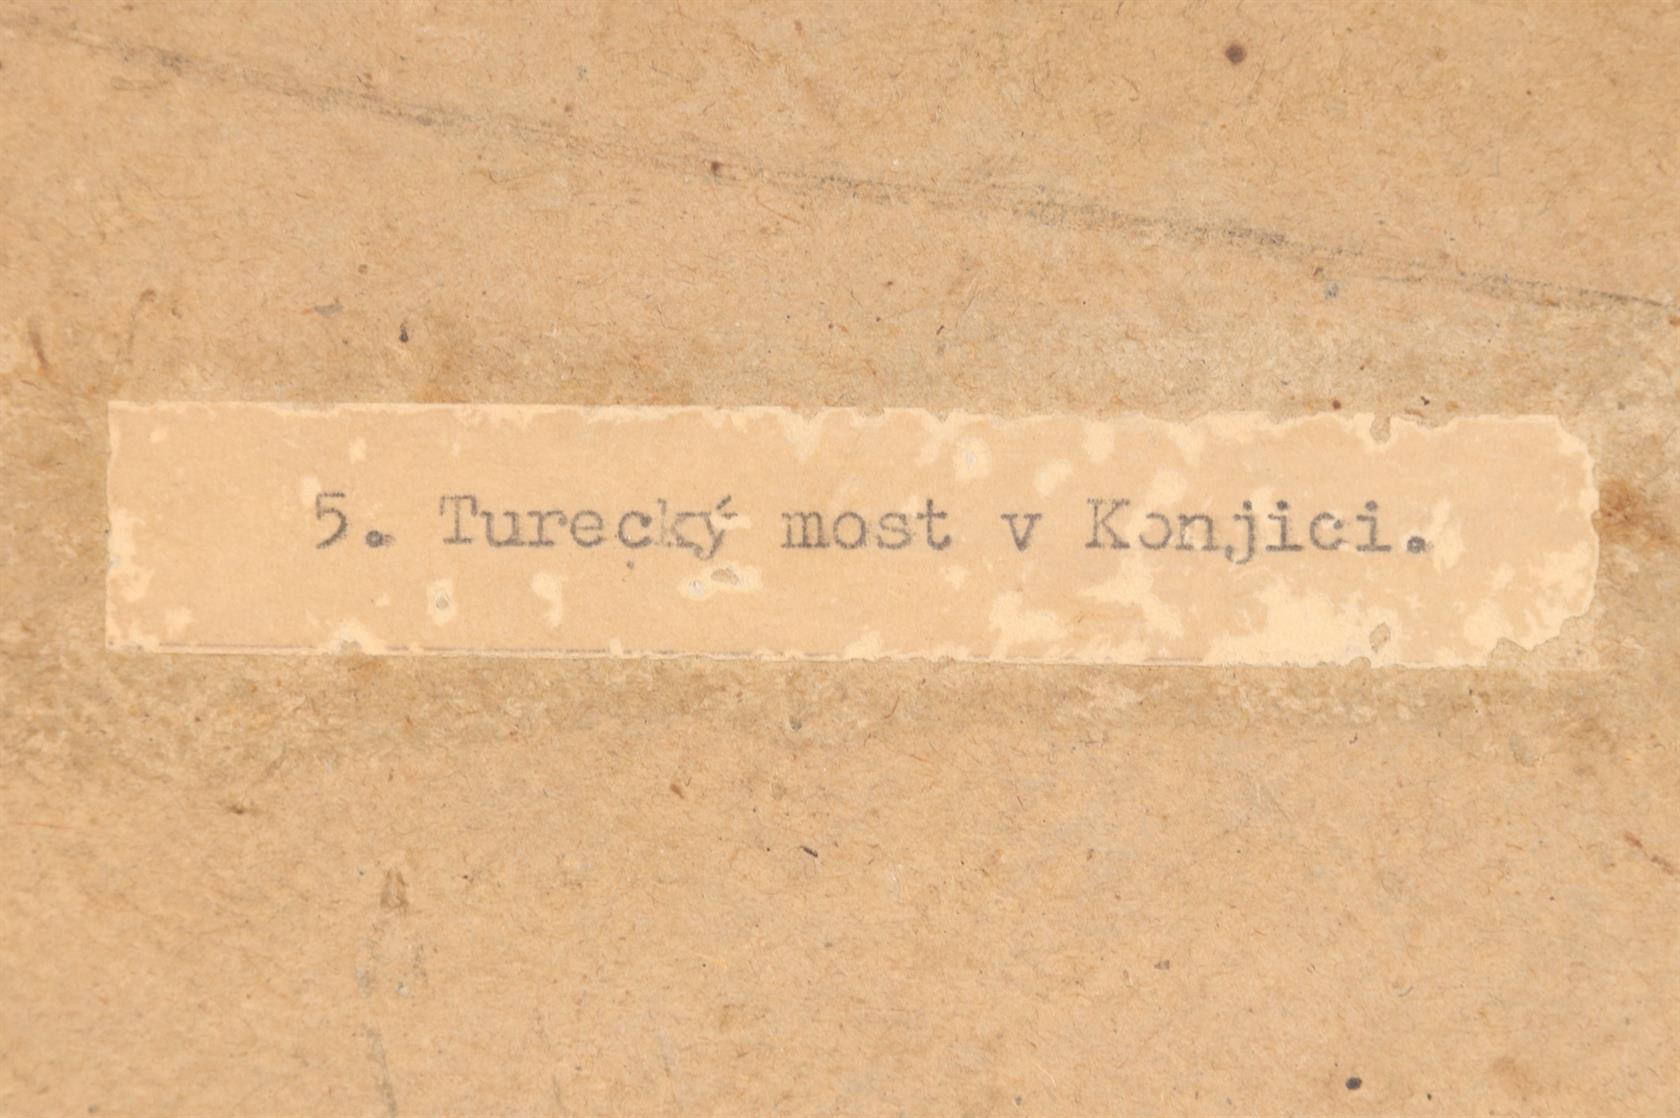 5. Turecký most v Konjici.